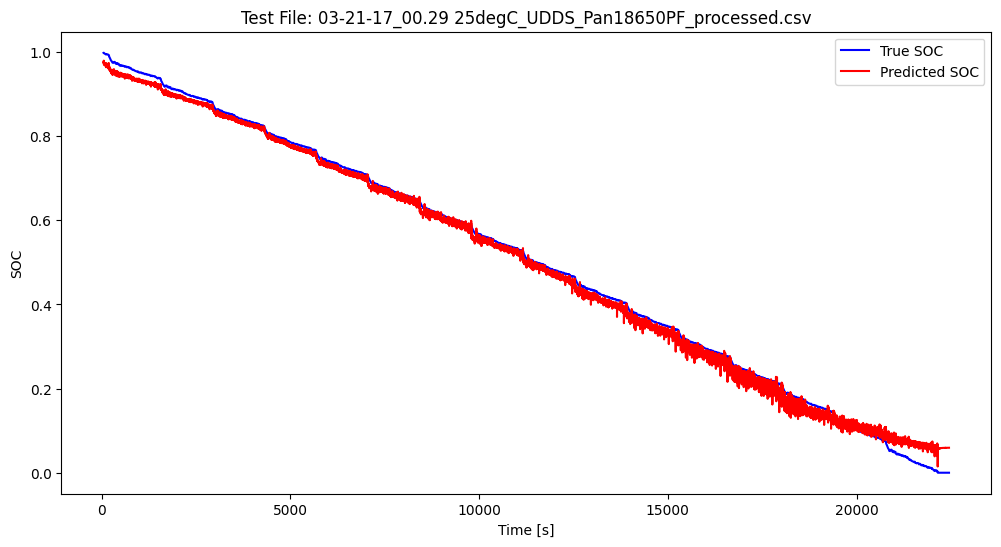 Test File: 03-21-17_00.29 25degC_UDDS_Pan18650PF_processed.csv
True SOC
Predicted SOC
1.0
0.8
0.6
0.4
0.2
0.0
SOC
0
5000
10000
15000
20000
Time [s]